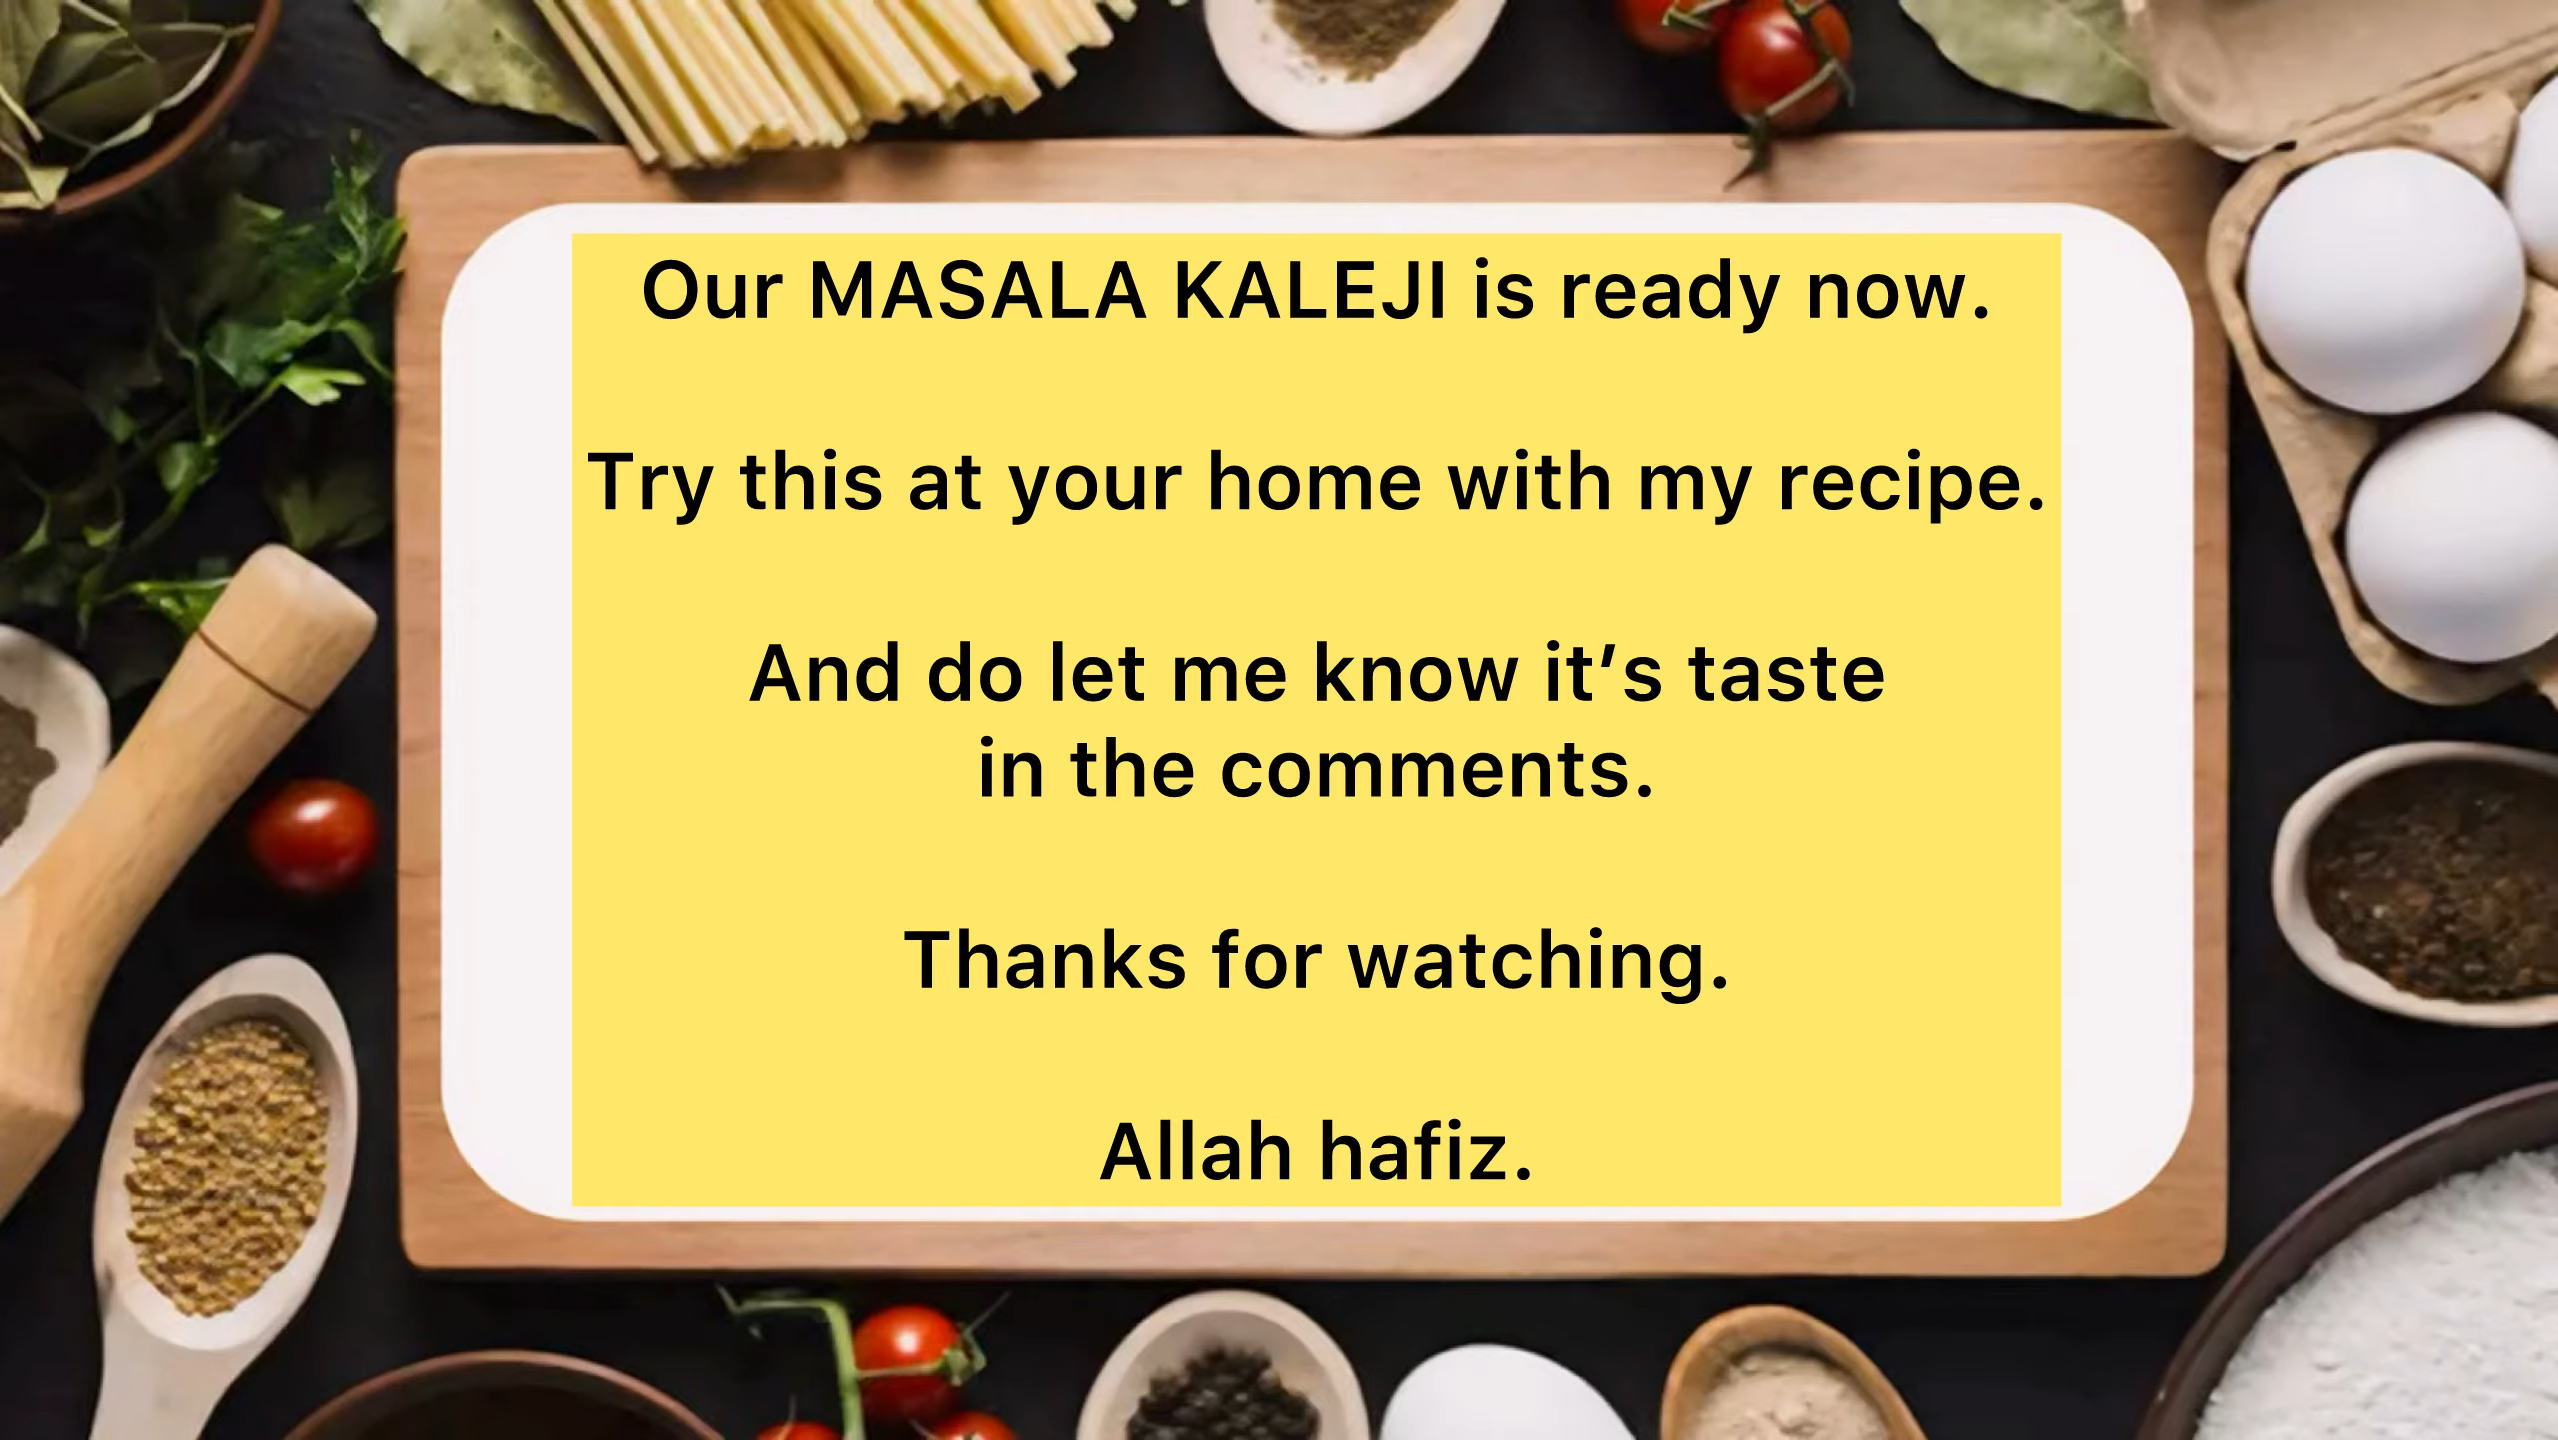 Our MASALA KALEJI is ready now.
Try this at your home with my recipe.
And do let me know it’s taste
in the comments.
Thanks for watching.
Allah hafiz.